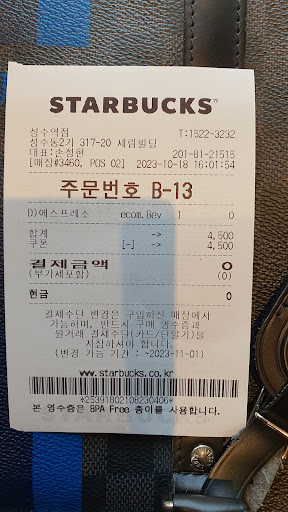 STARBUCKS®
성수역점 T:1522-3232
성수동2가 317-20 세림빌딩
대표:손정현 201-81-21515
[매장#3460, POS 02] 2023-10-18 16:01:54
주문번호 B-13
D)에스프레소 ecom.Bev 1 0
합계 -> 4,500
쿠폰 [-] -> 4,500
결제금액 0
(부가세포함) (0)
현금 0
결제수단 변경은 구입하신 매장에서
가능하며, 반드시 구매 영수증과
원거래 결제수단(카드/단말기)을
지참하셔야 합니다.
(변경 가능 기간 : ~2023-11-01)
www.starbucks.co.kr
*25391802108230406*
본 영수증은 BPA Free 종이를 사용합니다.